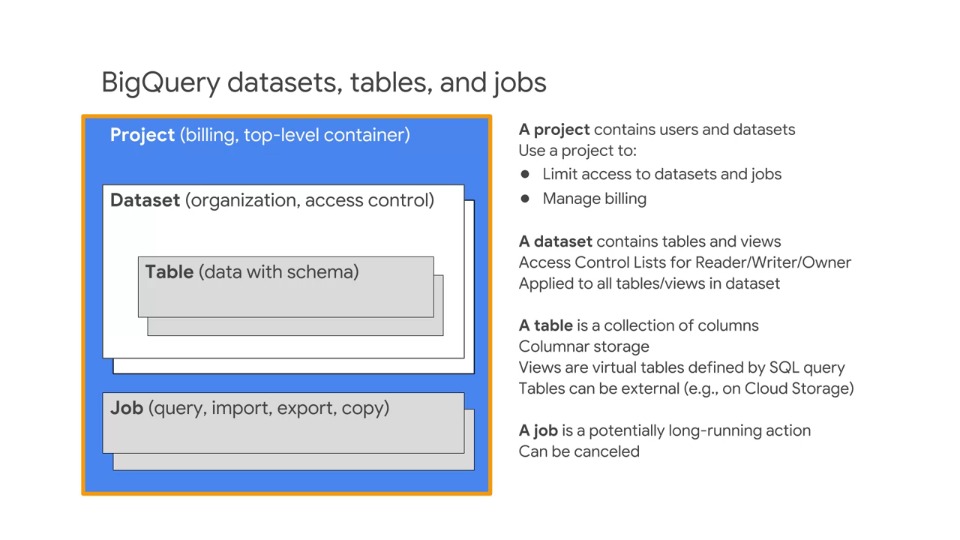 BigQuery datasets, tables, and jobs
Project (billing, top-level container)
Dataset (organization, access control)
Table (data with schema)
Job (query, import, export, copy)
A project contains users and datasets
Use a project to:
● Limit access to datasets and jobs
● Manage billing
A dataset contains tables and views
Access Control Lists for Reader/Writer/Owner
Applied to all tables/views in dataset
A table is a collection of columns
Columnar storage
Views are virtual tables defined by SQL query
Tables can be external (e.g., on Cloud Storage)
A job is a potentially long-running action
Can be canceled